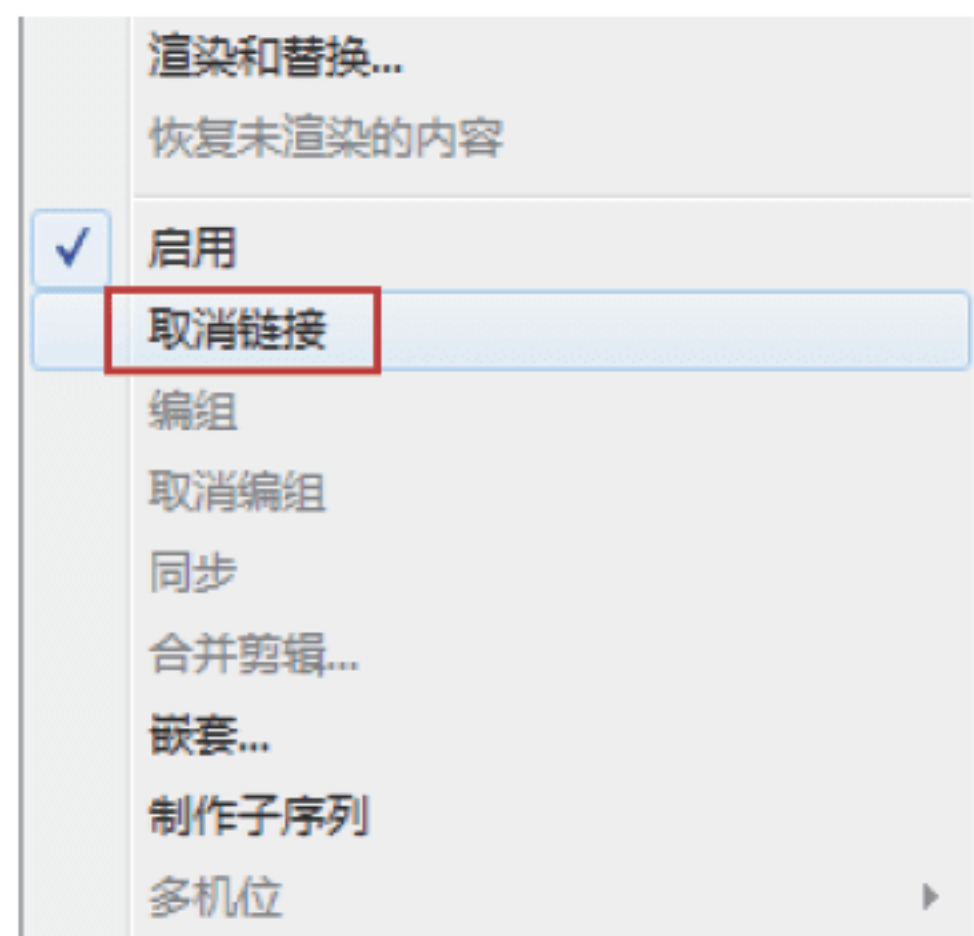 渲染和替换...
恢复未渲染的内容
启用
取消链接
编组
取消编组
同步
合并剪辑...
嵌套...
制作子序列
多机位